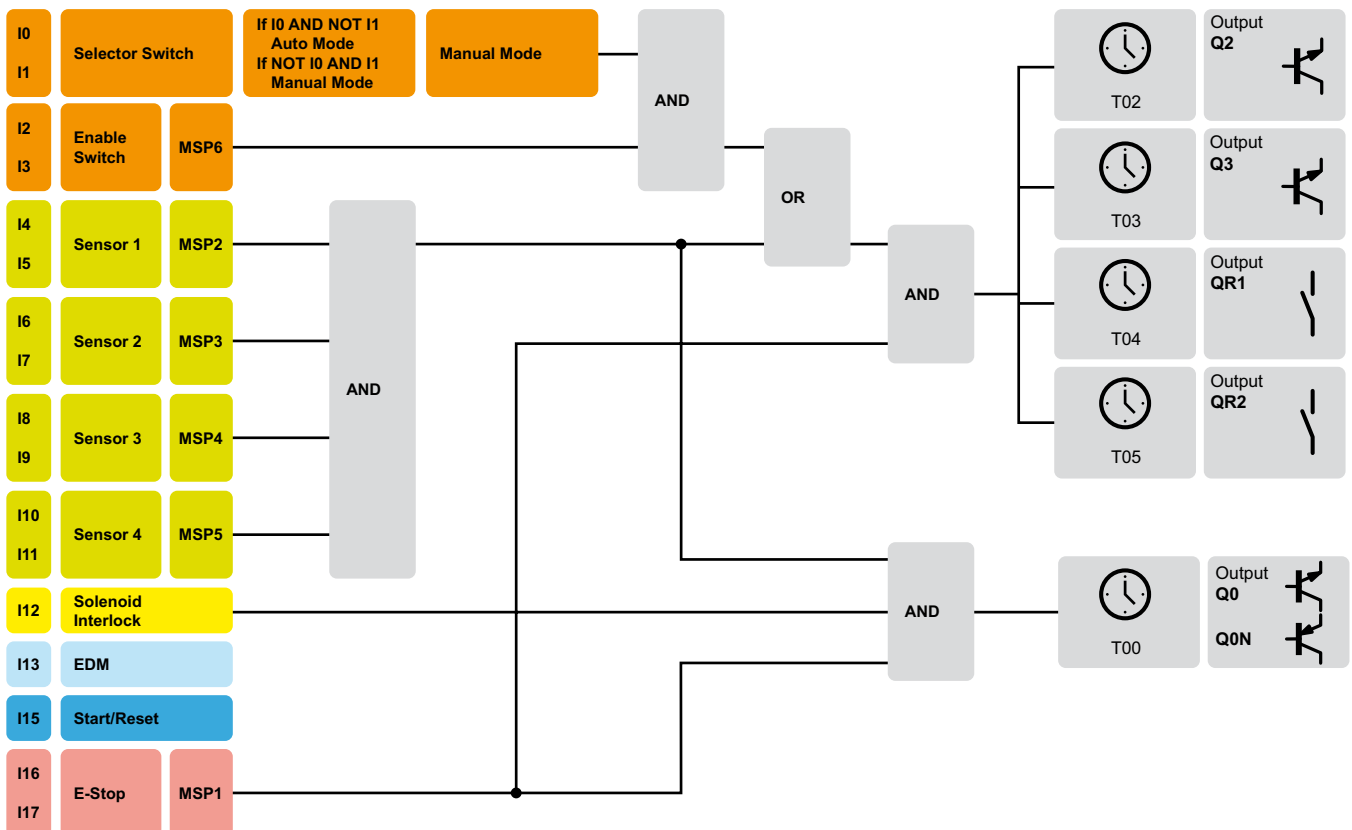 I0
I1
Selector Switch
If I0 AND NOT I1
Auto Mode
If NOT I0 AND I1
Manual Mode
Manual Mode
AND
I2
I3
Enable
Switch
MSP6
OR
I4
I5
Sensor 1
MSP2
I6
I7
Sensor 2
MSP3
AND
I8
I9
Sensor 3
MSP4
I10
I11
Sensor 4
MSP5
I12
Solenoid
Interlock
I13
EDM
I15
Start/Reset
I16
I17
E-Stop
MSP1
AND
AND
T02
Output
Q2
T03
Output
Q3
T04
Output
QR1
T05
Output
QR2
T00
Output
Q0
Q0N